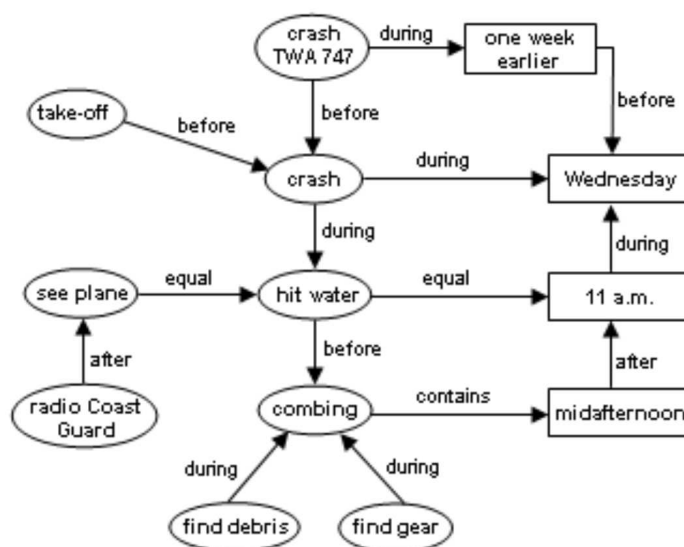 crash
TWA 747
during
one week
earlier
take-off
before
before
before
crash
during
Wednesday
during
during
see plane
equal
hit water
equal
11 a.m.
after
before
after
radio Coast
Guard
combing
contains
midafternoon
during
during
find debris
find gear